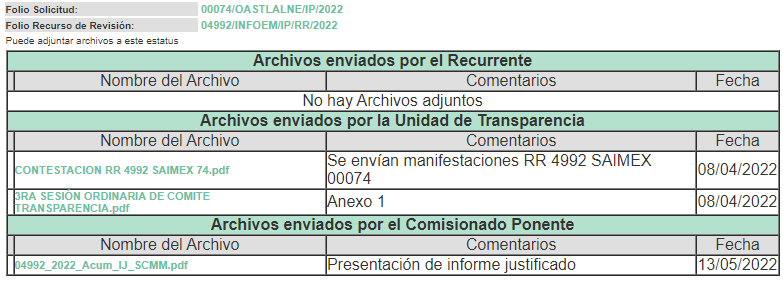 Folio Solicitud: 00074/OASTLALNE/IP/2022
Folio Recurso de Revisión: 04992/INFOEM/IP/RR/2022
Puede adjuntar archivos a este estatus
Archivos enviados por el Recurrente
Nombre del Archivo Comentarios Fecha
No hay Archivos adjuntos
Archivos enviados por la Unidad de Transparencia
Nombre del Archivo Comentarios Fecha
CONTESTACION RR 4992 SAIMEX 74.pdf Se envían manifestaciones RR 4992 SAIMEX 00074 08/04/2022
3RA SESIÒN ORDINARIA DE COMITE TRANSPARENCIA.pdf Anexo 1 08/04/2022
Archivos enviados por el Comisionado Ponente
Nombre del Archivo Comentarios Fecha
04992_2022_Acum_IJ_SCMM.pdf Presentación de informe justificado 13/05/2022